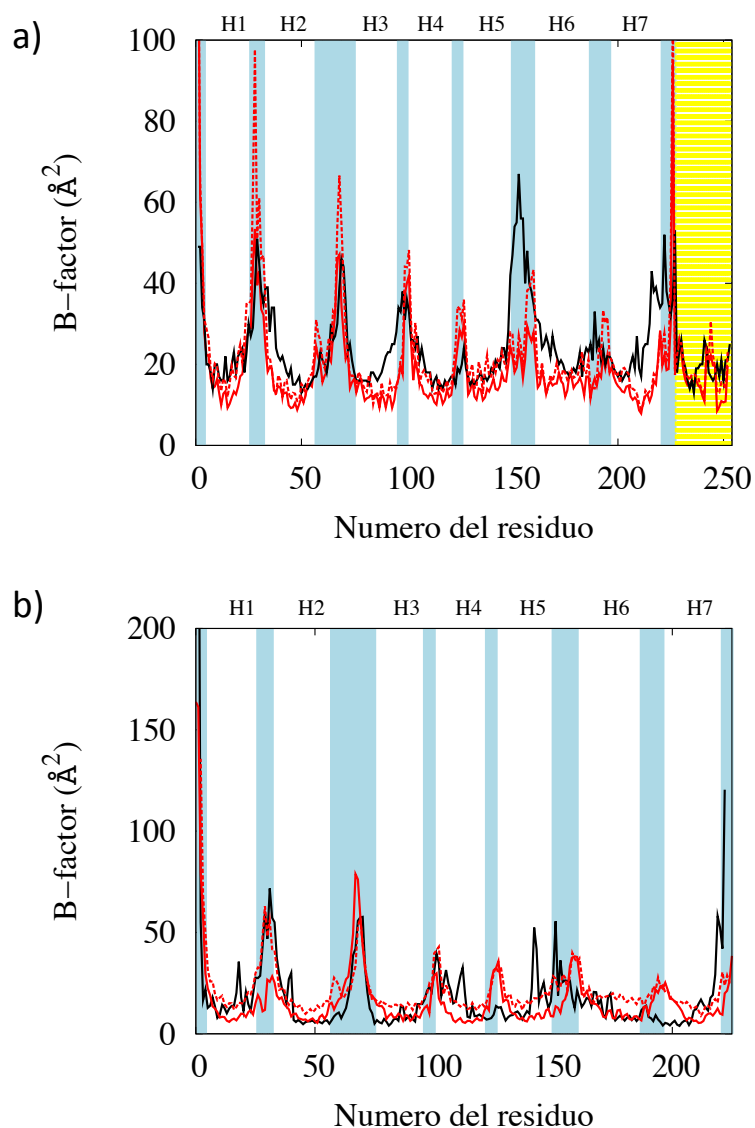 a)
H1 H2 H3 H4 H5 H6 H7
100
80
60
40
20
0
B−factor (Å²)
0 50 100 150 200 250
Numero del residuo
b)
H1 H2 H3 H4 H5 H6 H7
200
150
100
50
0
B−factor (Å²)
0 50 100 150 200
Numero del residuo